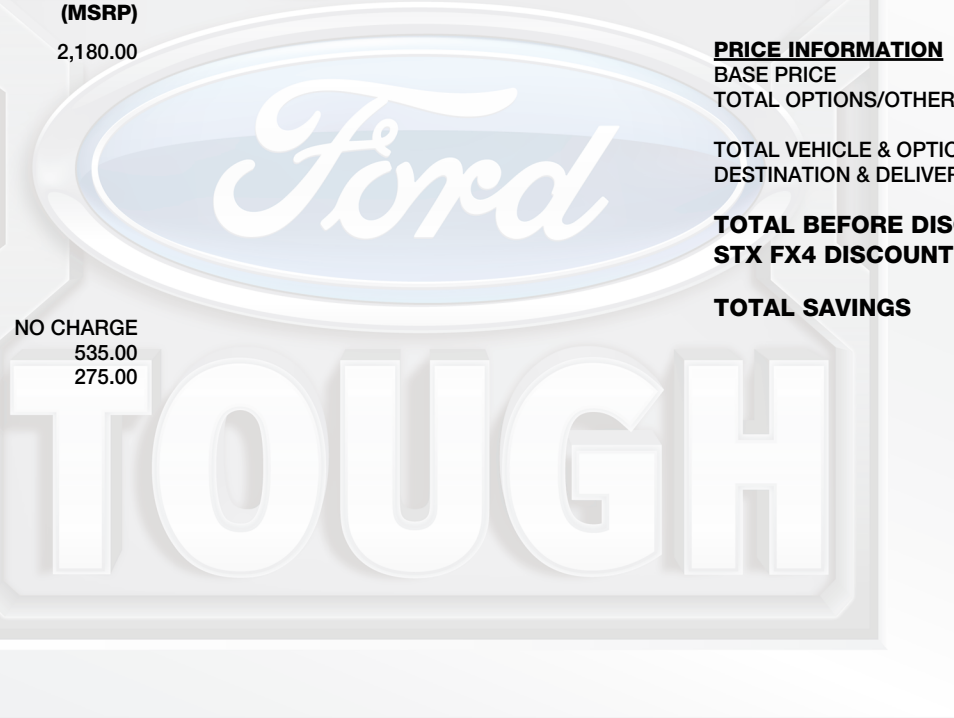 (MSRP)
2,180.00
NO CHARGE
535.00
275.00
PRICE INFORMATION
BASE PRICE
TOTAL OPTIONS/OTHER
TOTAL VEHICLE & OPTIO
DESTINATION & DELIVER
TOTAL BEFORE DISC
STX FX4 DISCOUNT
TOTAL SAVINGS
Ford
TOUGH